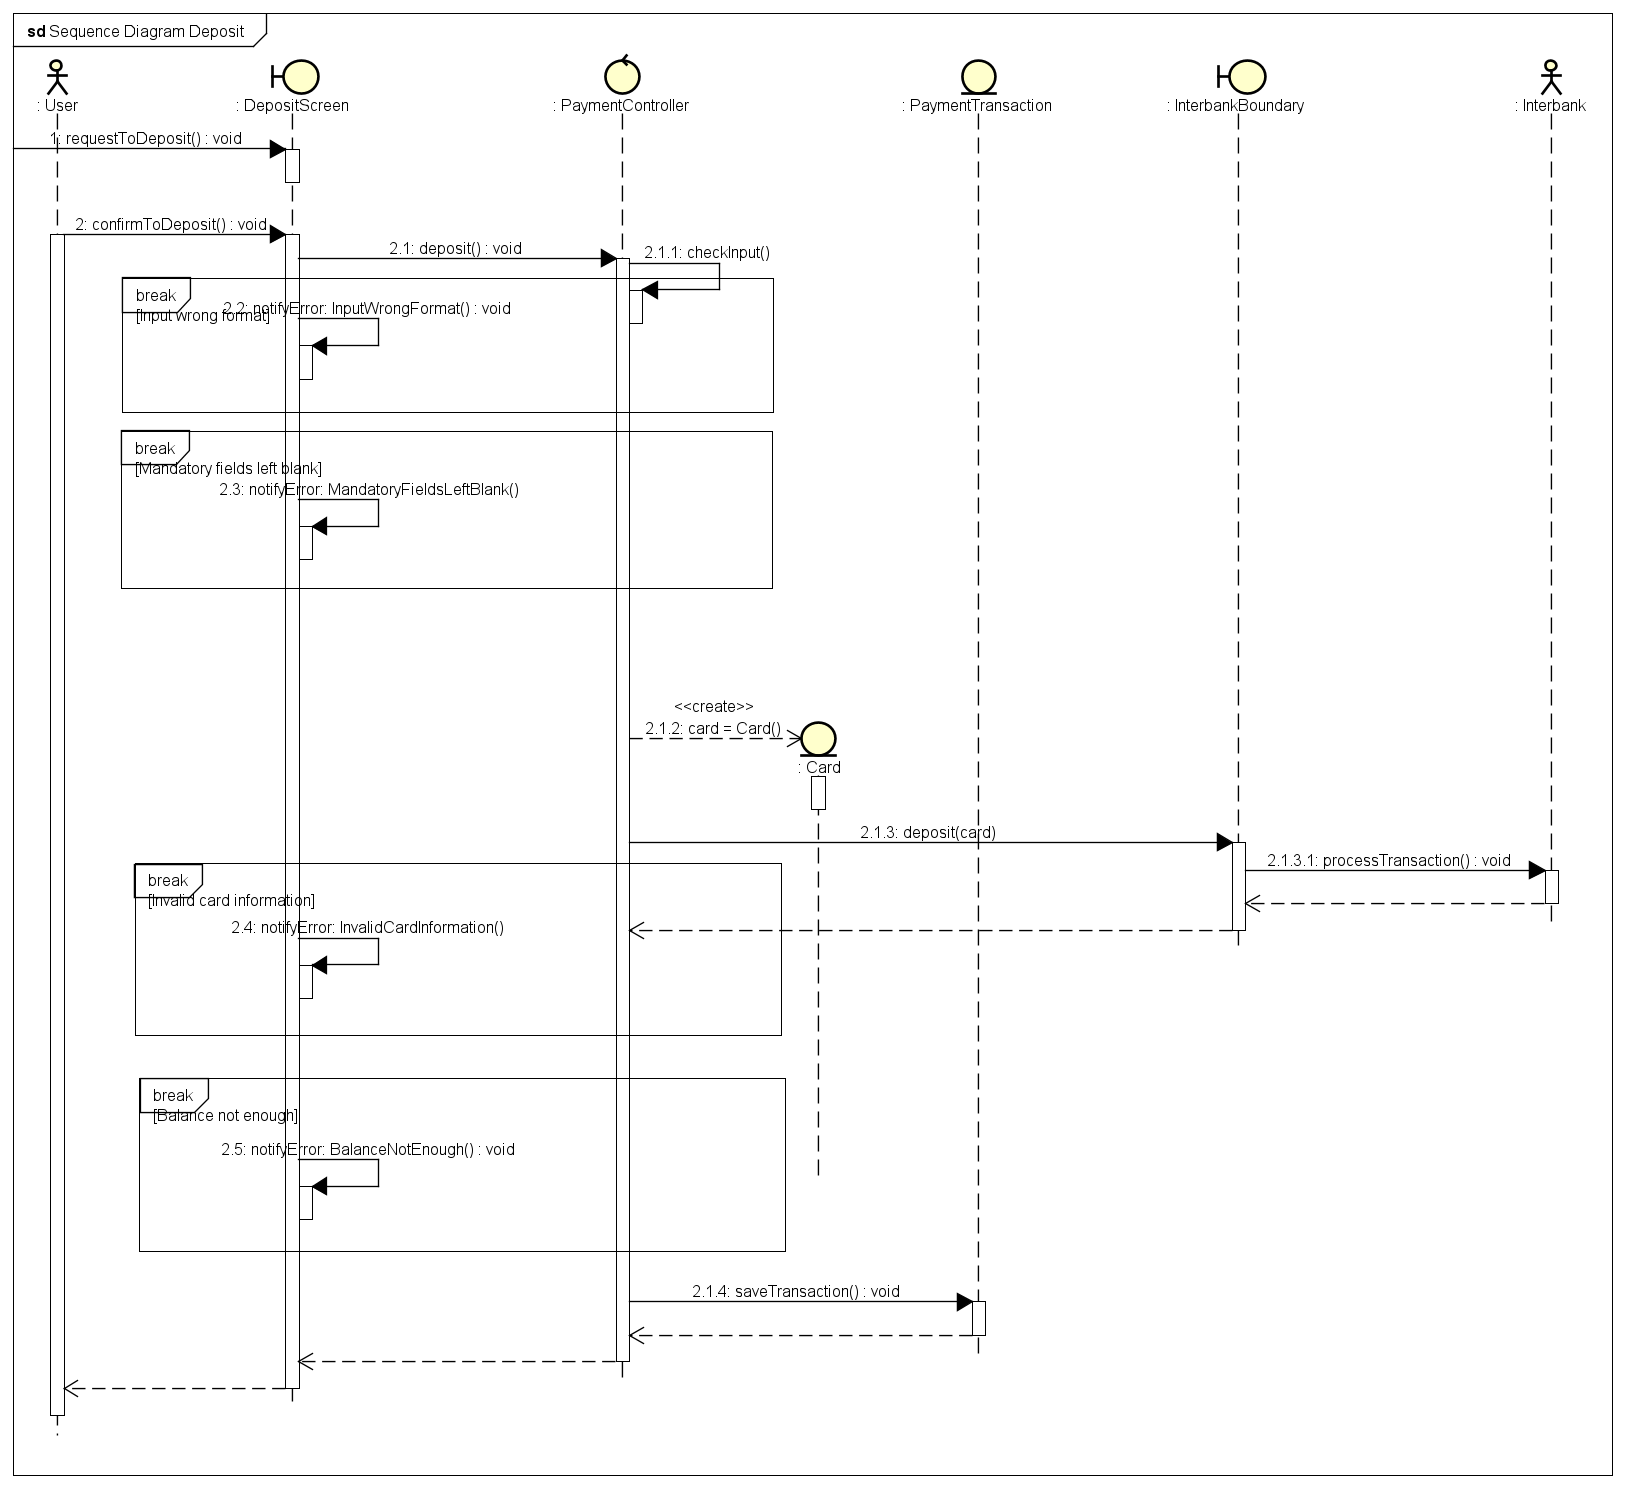 sd Sequence Diagram Deposit
: User
: DepositScreen
: PaymentController
: PaymentTransaction
: InterbankBoundary
: Interbank
1: requestToDeposit() : void
2: confirmToDeposit() : void
2.1: deposit() : void
2.1.1: checkInput()
break
[Input wrong format]
2.2: notifyError: InputWrongFormat() : void
break
[Mandatory fields left blank]
2.3: notifyError: MandatoryFieldsLeftBlank()
<<create>>
2.1.2: card = Card()
: Card
2.1.3: deposit(card)
2.1.3.1: processTransaction() : void
break
[Invalid card information]
2.4: notifyError: InvalidCardInformation()
break
[Balance not enough]
2.5: notifyError: BalanceNotEnough() : void
2.1.4: saveTransaction() : void